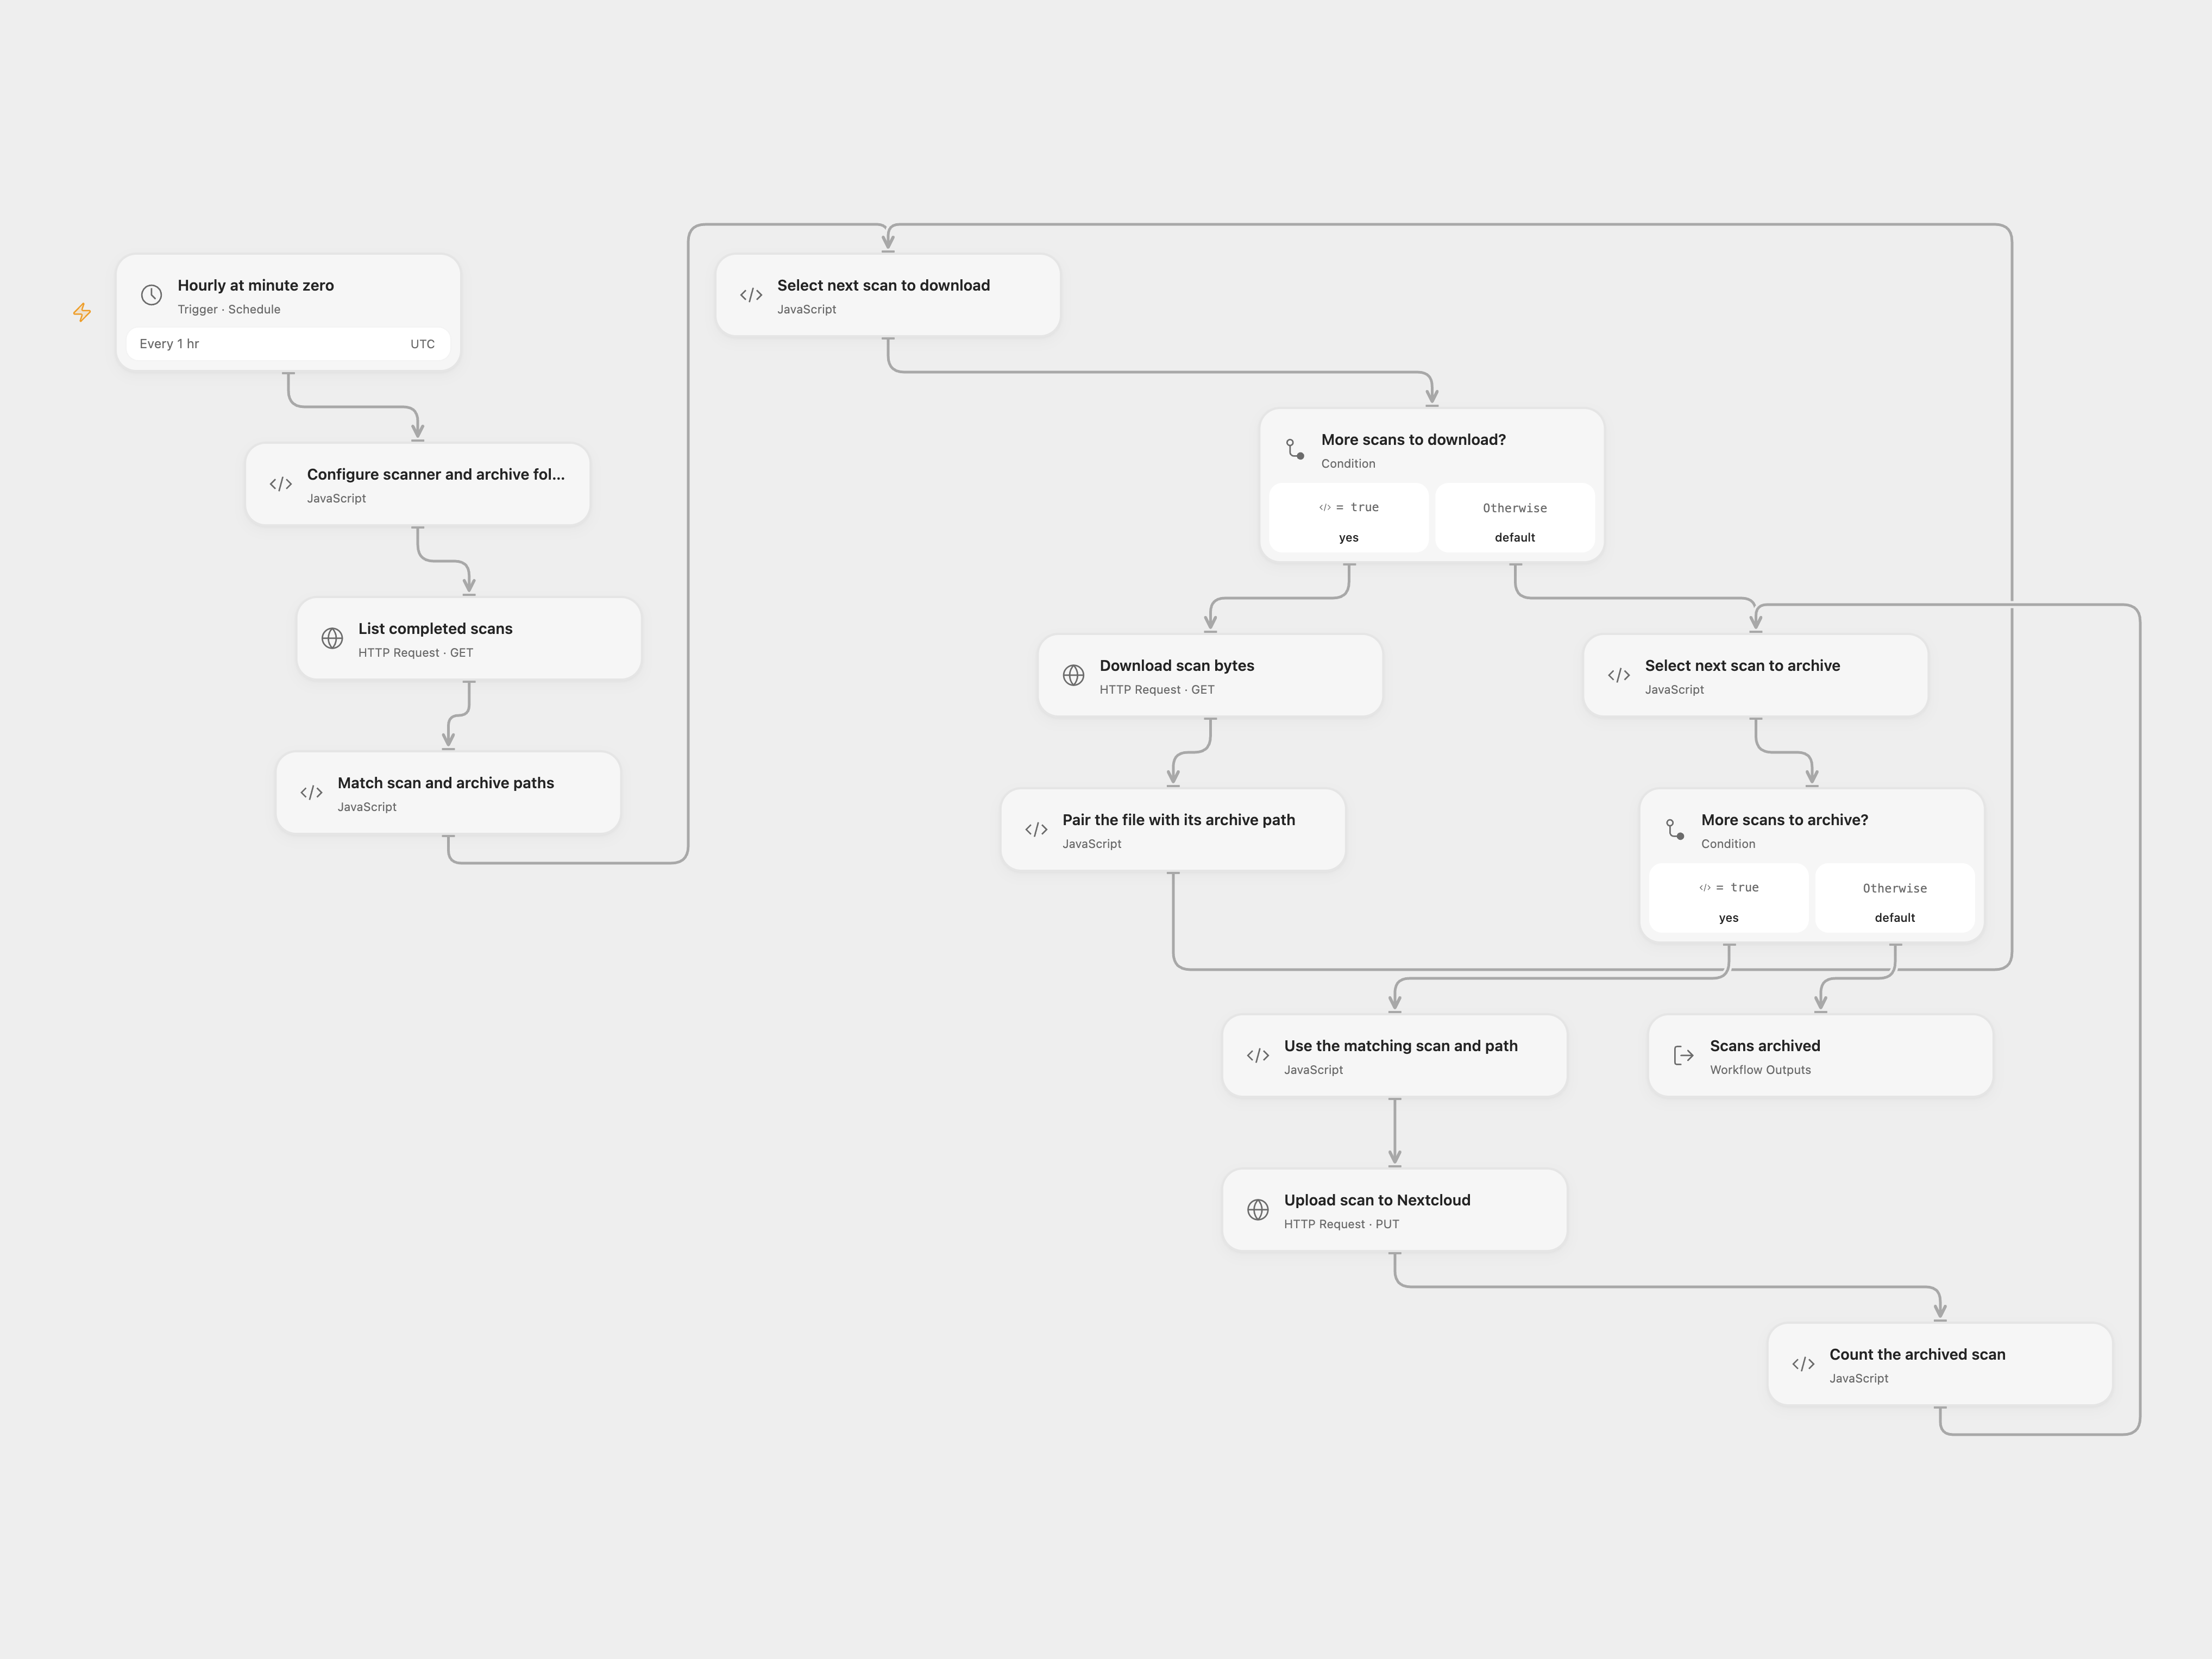 Hourly at minute zero
Trigger · Schedule
Every 1 hr
UTC
Configure scanner and archive fol...
JavaScript
List completed scans
HTTP Request · GET
Match scan and archive paths
JavaScript
Select next scan to download
JavaScript
More scans to download?
Condition
</> = true
yes
Otherwise
default
Download scan bytes
HTTP Request · GET
Pair the file with its archive path
JavaScript
Select next scan to archive
JavaScript
More scans to archive?
Condition
</> = true
yes
Otherwise
default
Use the matching scan and path
JavaScript
Scans archived
Workflow Outputs
Upload scan to Nextcloud
HTTP Request · PUT
Count the archived scan
JavaScript